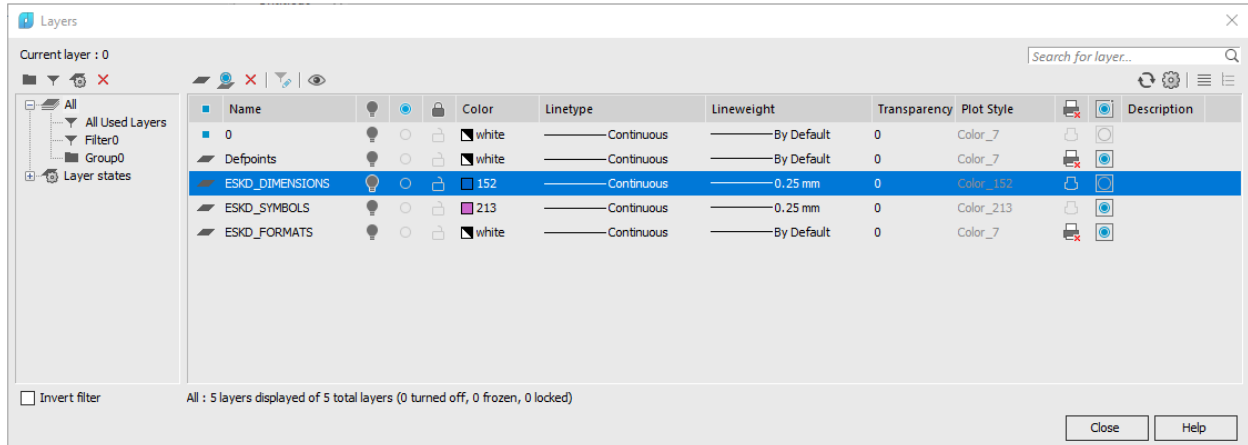 Layers
Current layer : 0
Search for layer...
All
All Used Layers
Filter0
Group0
Layer states
Name Color Linetype Lineweight Transparency Plot Style Description
0 white Continuous By Default 0 Color_7
Defpoints white Continuous By Default 0 Color_7
ESKD_DIMENSIONS 152 Continuous 0.25 mm 0 Color_152
ESKD_SYMBOLS 213 Continuous 0.25 mm 0 Color_213
ESKD_FORMATS white Continuous By Default 0 Color_7
Invert filter
All : 5 layers displayed of 5 total layers (0 turned off, 0 frozen, 0 locked)
Close Help